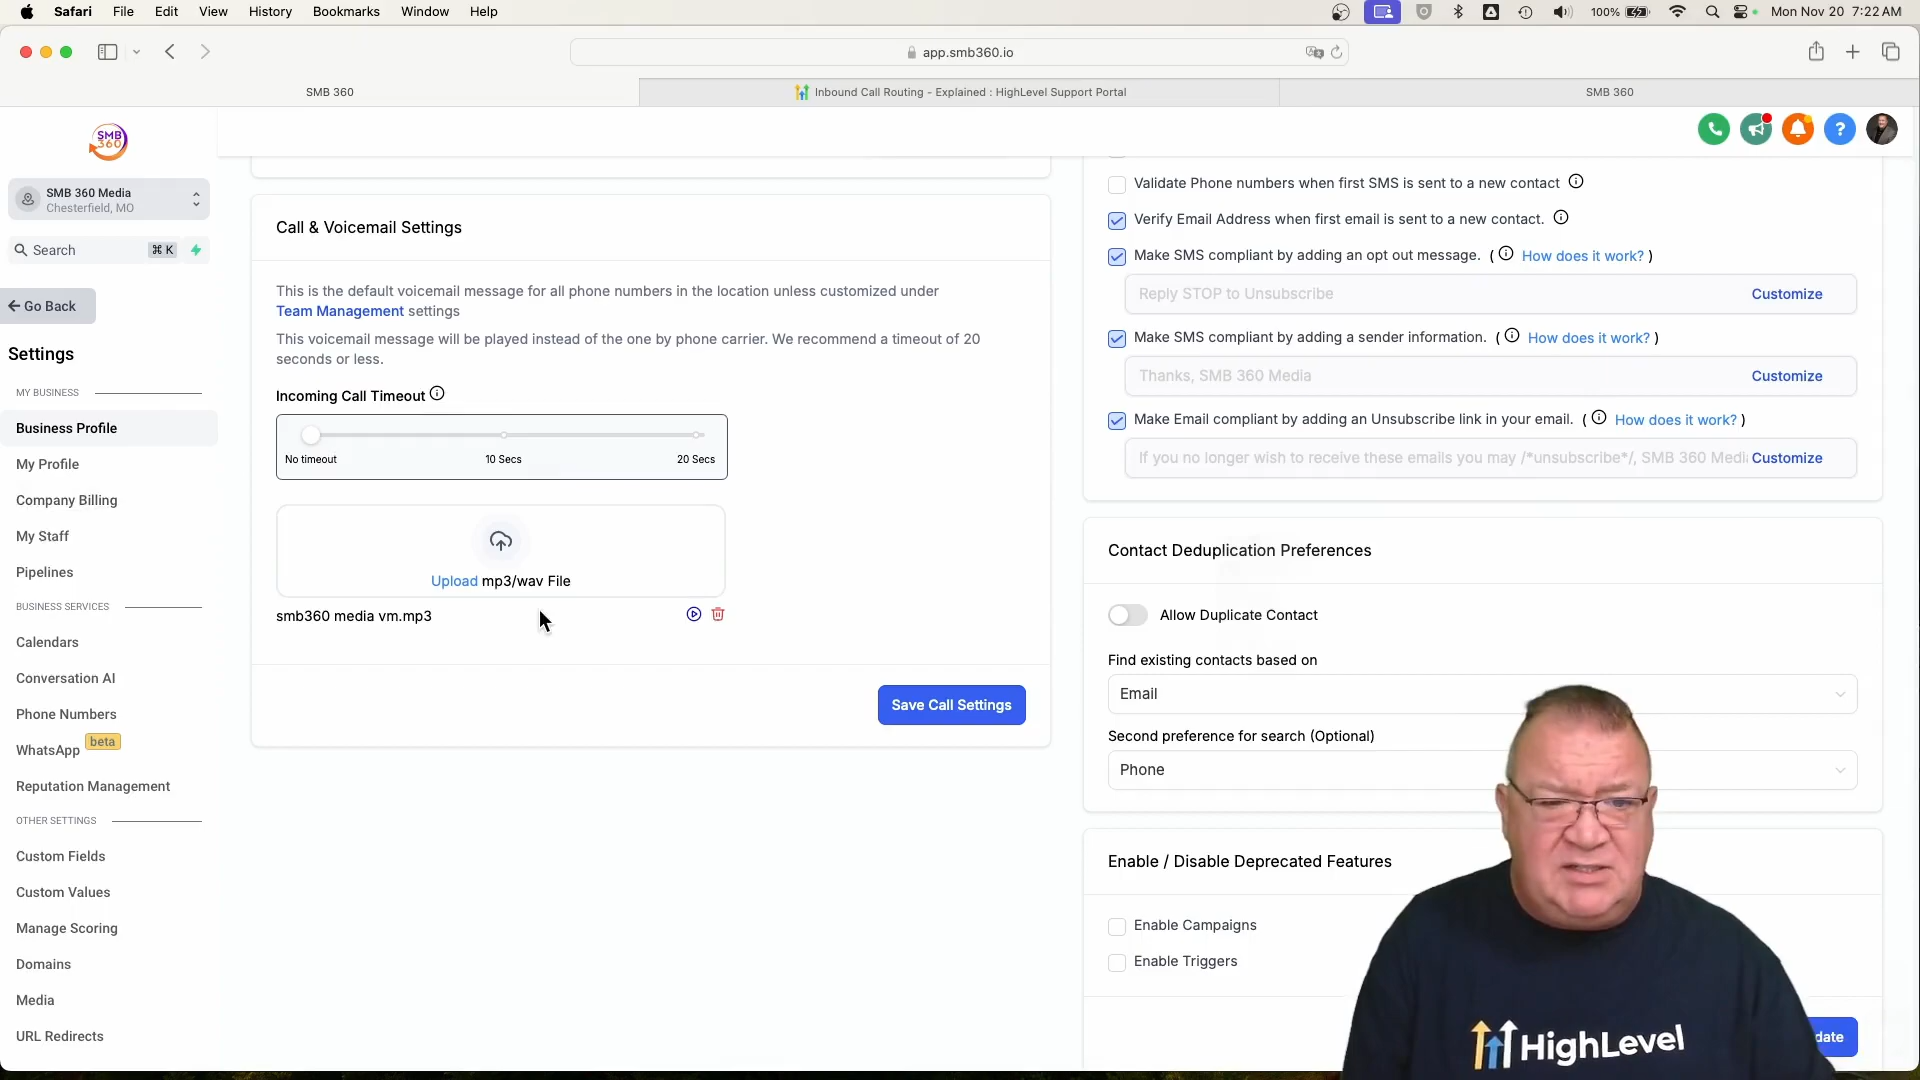 Safari File Edit View History Bookmarks Window Help
100% Mon Nov 20 7:22 AM
app.smb360.io
SMB 360
Inbound Call Routing - Explained : HighLevel Support Portal
SMB 360
SMB
360
SMB 360 Media
Chesterfield, MO
Search ⌘ K
← Go Back
Settings
MY BUSINESS
Business Profile
My Profile
Company Billing
My Staff
Pipelines
BUSINESS SERVICES
Calendars
Conversation AI
Phone Numbers
WhatsApp beta
Reputation Management
OTHER SETTINGS
Custom Fields
Custom Values
Manage Scoring
Domains
Media
URL Redirects
Call & Voicemail Settings
This is the default voicemail message for all phone numbers in the location unless customized under
Team Management settings
This voicemail message will be played instead of the one by phone carrier. We recommend a timeout of 20
seconds or less.
Incoming Call Timeout
No timeout 10 Secs 20 Secs
Upload mp3/wav File
smb360 media vm.mp3
Save Call Settings
Validate Phone numbers when first SMS is sent to a new contact
Verify Email Address when first email is sent to a new contact.
Make SMS compliant by adding an opt out message. ( How does it work? )
Reply STOP to Unsubscribe Customize
Make SMS compliant by adding a sender information. ( How does it work? )
Thanks, SMB 360 Media Customize
Make Email compliant by adding an Unsubscribe link in your email. ( How does it work? )
If you no longer wish to receive these emails you may /*unsubscribe*/, SMB 360 Medi Customize
Contact Deduplication Preferences
Allow Duplicate Contact
Find existing contacts based on
Email
Second preference for search (Optional)
Phone
Enable / Disable Deprecated Features
Enable Campaigns
Enable Triggers
date
HighLevel